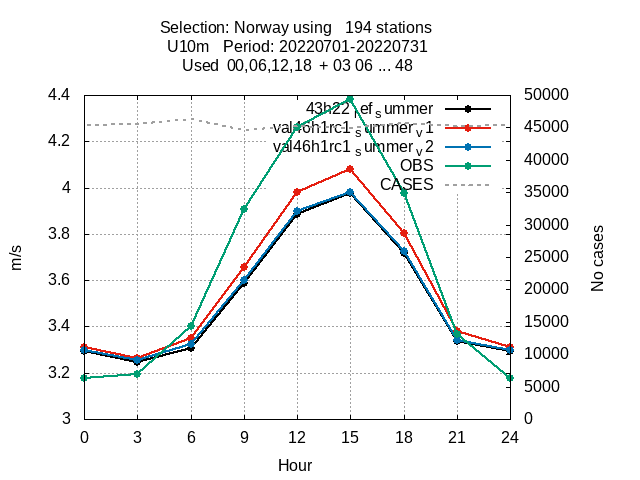 Selection: Norway using 194 stations
U10m Period: 20220701-20220731
Used 00,06,12,18 + 03 06 ... 48
4.4
4.2
4
3.8
3.6
3.4
3.2
3
m/s
50000
45000
40000
35000
30000
25000
20000
15000
10000
5000
0
No cases
43h22_ref_summer
val46h1rc1_summer_v1
val46h1rc1_summer_v2
OBS
CASES
0 3 6 9 12 15 18 21 24
Hour